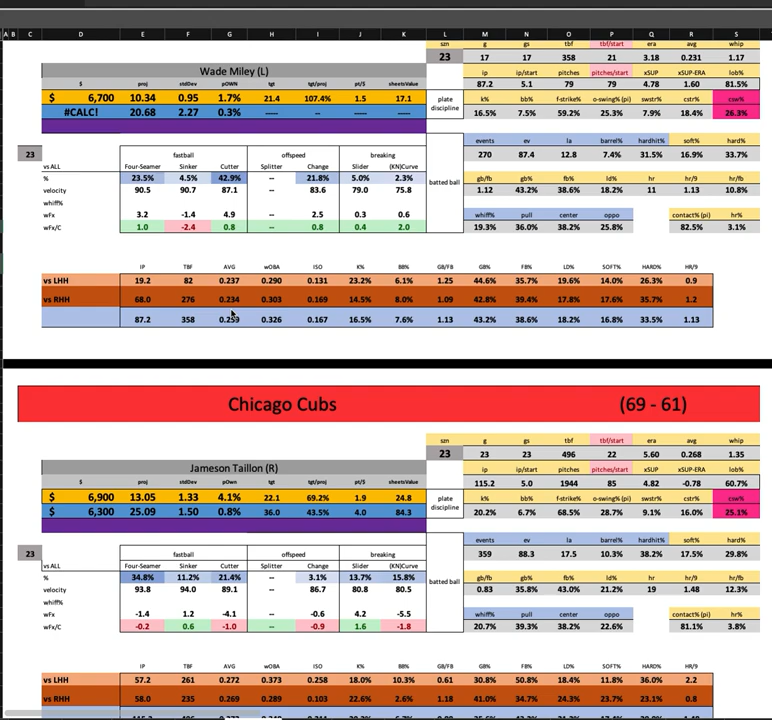 A B C D E F G H I J K L M N O P Q R S
szn g gs tbf tbf/start era avg whip
23 17 17 358 21 3.18 0.231 1.17
Wade Miley (L)
ip ip/start pitches pitches/start xSUP xSUP-ERA lob%
87.2 5.1 79 79 4.78 1.60 81.5%
$ proj stdDev pOWN tgt tgt/proj pt/$ sheetsValue
$ 6,700 10.34 0.95 1.7% 21.4 107.4% 1.5 17.1
#CALC! 20.68 2.27 0.3% ----- ----- -- -----
plate discipline
k% bb% f-strike% o-swing% (pi) swstr% cstr% csw%
16.5% 7.5% 59.2% 25.3% 7.9% 18.4% 26.3%
23
fastball offspeed breaking
vs ALL Four-Seamer Sinker Cutter Splitter Change Slider (KN)Curve
% 23.5% 4.5% 42.9% -- 21.8% 5.0% 2.3%
velocity 90.5 90.7 87.1 -- 83.6 79.0 75.8
whiff%
wFx 3.2 -1.4 4.9 2.5 0.3 0.6
wFx/C 1.0 -2.4 0.8 -- 0.8 0.4 2.0
batted ball
events ev la barrel% hardhit% soft% hard%
270 87.4 12.8 7.4% 31.5% 16.9% 33.7%
gb/fb gb% fb% ld% hr hr/9 hr/fb
1.12 43.2% 38.6% 18.2% 11 1.13 10.8%
whiff% pull center oppo contact% (pi) hr%
19.3% 36.0% 38.2% 25.8% 82.5% 3.1%
IP TBF AVG wOBA ISO K% BB% GB/FB GB% FB% LD% SOFT% HARD% HR/9
vs LHH 19.2 82 0.237 0.290 0.131 23.2% 6.1% 1.25 44.6% 35.7% 19.6% 14.0% 26.3% 0.9
vs RHH 68.0 276 0.234 0.303 0.169 14.5% 8.0% 1.09 42.8% 39.4% 17.8% 17.6% 35.7% 1.2
87.2 358 0.259 0.326 0.167 16.5% 7.6% 1.13 43.2% 38.6% 18.2% 16.8% 33.5% 1.13
Chicago Cubs (69 - 61)
szn g gs tbf tbf/start era avg whip
23 23 23 496 22 5.60 0.268 1.35
Jameson Taillon (R)
ip ip/start pitches pitches/start xSUP xSUP-ERA lob%
115.2 5.0 1944 85 4.82 -0.78 60.7%
$ proj stdDev pOwn tgt tgt/proj pt/$ sheetsValue
$ 6,900 13.05 1.33 4.1% 22.1 69.2% 1.9 24.8
$ 6,300 25.09 1.50 0.8% 36.0 43.5% 4.0 84.3
plate discipline
k% bb% f-strike% o-swing% (pi) swstr% cstr% csw%
20.2% 6.7% 68.5% 28.7% 9.1% 16.0% 25.1%
23
fastball offspeed breaking
vs ALL Four-Seamer Sinker Cutter Splitter Change Slider (KN)Curve
% 34.8% 11.2% 21.4% -- 3.1% 13.7% 15.8%
velocity 93.8 94.0 89.1 -- 86.7 80.8 80.5
whiff%
wFx -1.4 1.2 -4.1 -0.6 4.2 -5.5
wFx/C -0.2 0.6 -1.0 -- -0.9 1.6 -1.8
batted ball
events ev la barrel% hardhit% soft% hard%
359 88.3 17.5 10.3% 38.2% 17.5% 29.8%
gb/fb gb% fb% ld% hr hr/9 hr/fb
0.83 35.8% 43.0% 21.2% 19 1.48 12.3%
whiff% pull center oppo contact% (pi) hr%
20.7% 39.3% 38.2% 22.6% 81.1% 3.8%
IP TBF AVG wOBA ISO K% BB% GB/FB GB% FB% LD% SOFT% HARD% HR/9
vs LHH 57.2 261 0.272 0.373 0.258 18.0% 10.3% 0.61 30.8% 50.8% 18.4% 11.8% 36.0% 2.2
vs RHH 58.0 235 0.269 0.289 0.103 22.6% 2.6% 1.18 41.0% 34.7% 24.3% 23.7% 23.1% 0.8